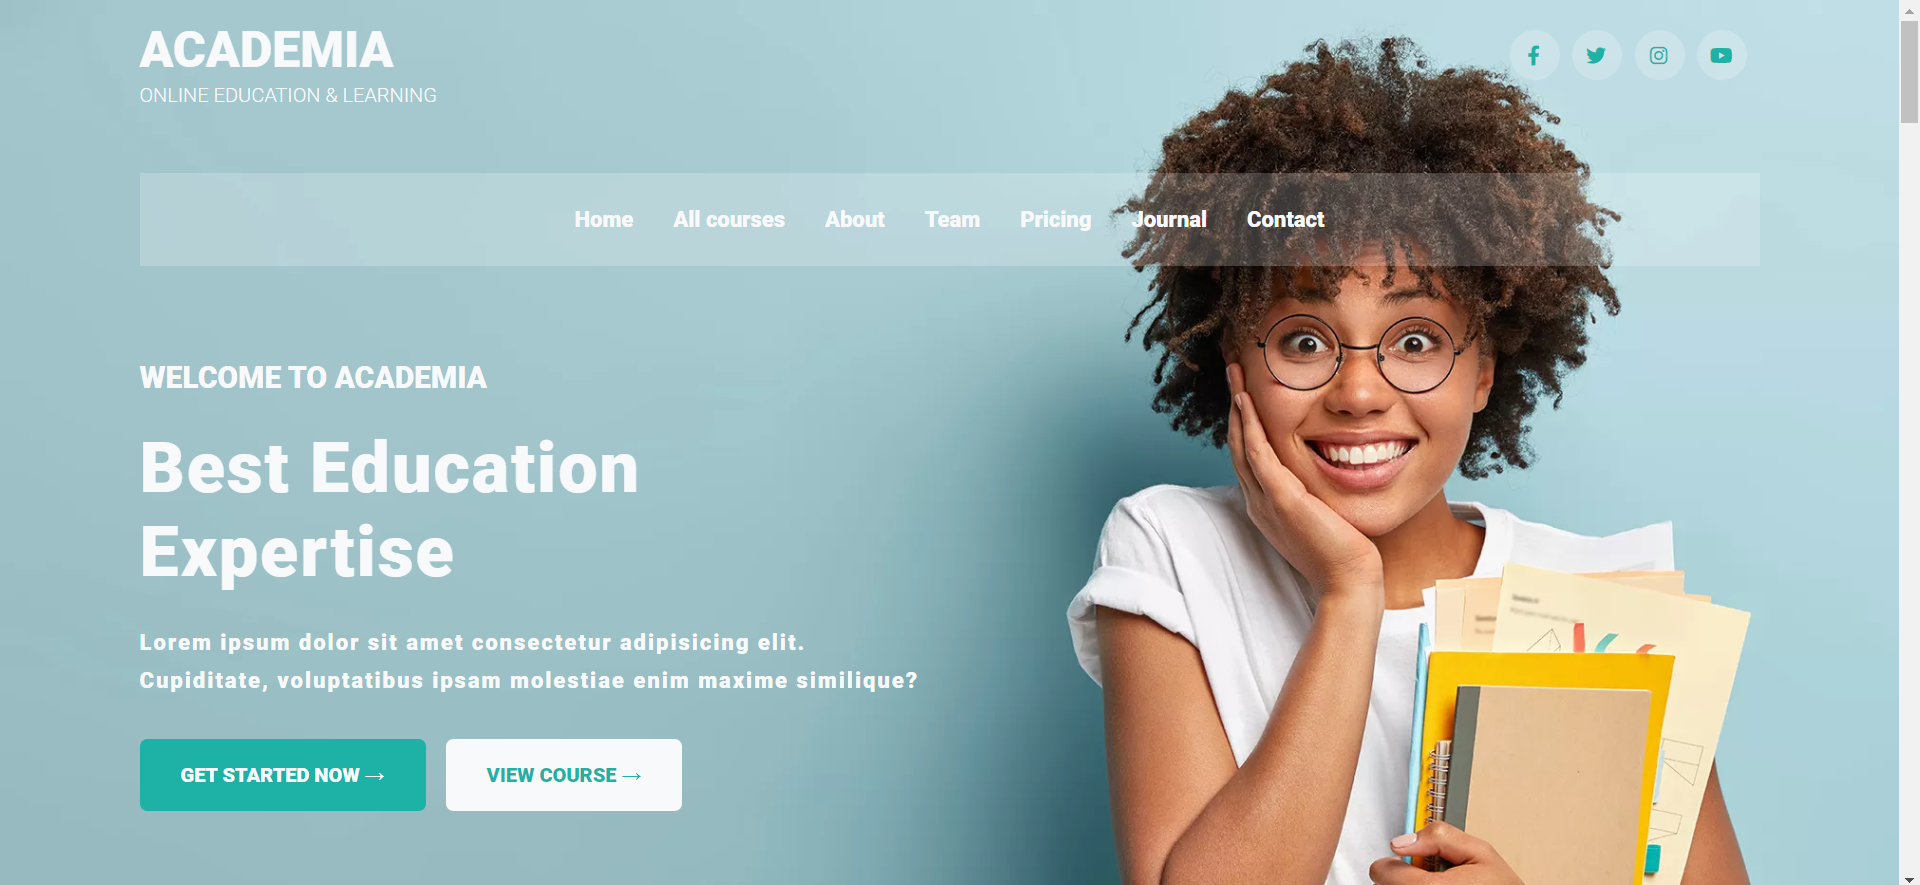 ACADEMIA
ONLINE EDUCATION & LEARNING
Home All courses About Team Pricing Journal Contact
WELCOME TO ACADEMIA
Best Education
Expertise
Lorem ipsum dolor sit amet consectetur adipisicing elit.
Cupiditate, voluptatibus ipsam molestiae enim maxime similique?
GET STARTED NOW →
VIEW COURSE →